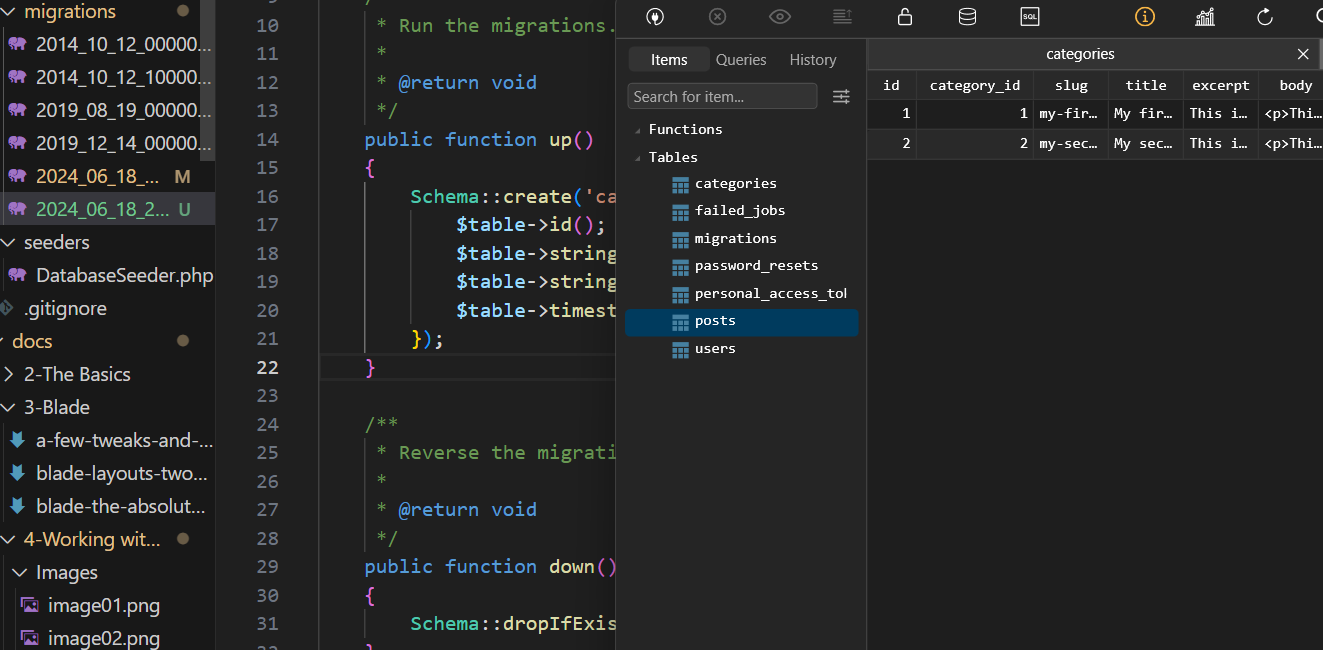 migrations
2014_10_12_00000...
2014_10_12_10000...
2019_08_19_00000...
2019_12_14_00000...
2024_06_18_... M
2024_06_18_2... U
seeders
DatabaseSeeder.php
.gitignore
docs
2-The Basics
3-Blade
a-few-tweaks-and-...
blade-layouts-two...
blade-the-absolut...
4-Working wit...
Images
image01.png
image02.png
10 * Run the migrations.
11 *
12 * @return void
13 */
14 public function up()
15 {
16 Schema::create('ca
17 $table->id();
18 $table->string
19 $table->string
20 $table->timest
21 });
22 }
23
24 /**
25 * Reverse the migrati
26 *
27 * @return void
28 */
29 public function down()
30 {
31 Schema::dropIfExis
SQL
Items Queries History
Search for item...
Functions
Tables
categories
failed_jobs
migrations
password_resets
personal_access_to
posts
users
categories
id category_id slug title excerpt body
1 1 my-fir... My fir... This i... <p>Thi...
2 2 my-sec... My sec... This i... <p>Thi...